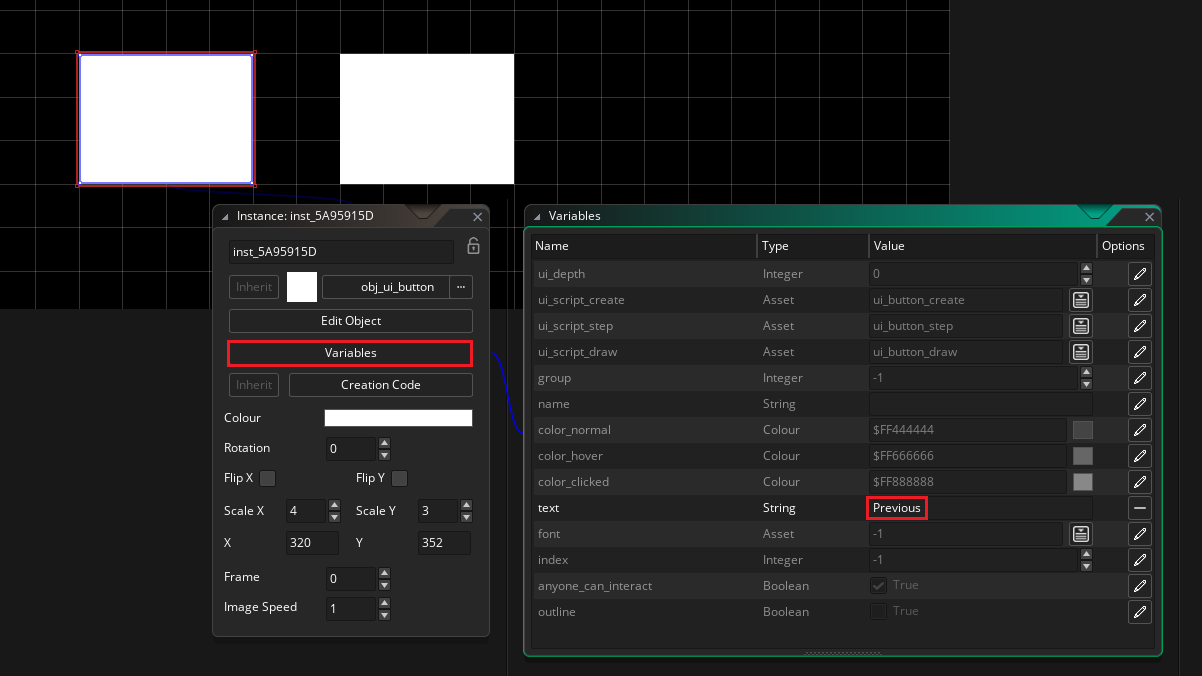 Instance: inst_5A95915D
inst_5A95915D
Inherit
obj_ui_button
...
Edit Object
Variables
Inherit
Creation Code
Colour
Rotation
0
Flip X
Flip Y
Scale X
4
Scale Y
3
X
320
Y
352
Frame
0
Image Speed
1
Variables
Name Type Value Options
ui_depth Integer 0
ui_script_create Asset ui_button_create
ui_script_step Asset ui_button_step
ui_script_draw Asset ui_button_draw
group Integer -1
name String
color_normal Colour $FF444444
color_hover Colour $FF666666
color_clicked Colour $FF888888
text String Previous
font Asset -1
index Integer -1
anyone_can_interact Boolean True
outline Boolean True